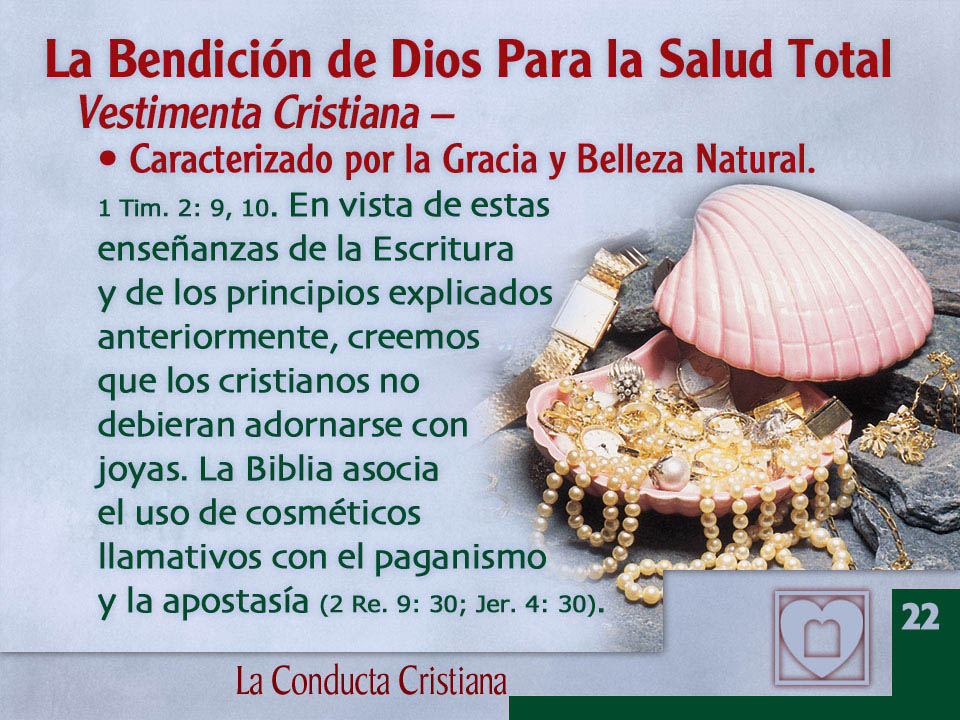 La Bendición de Dios Para la Salud Total
Vestimenta Cristiana –
• Caracterizado por la Gracia y Belleza Natural.
1 Tim. 2: 9, 10. En vista de estas
enseñanzas de la Escritura
y de los principios explicados
anteriormente, creemos
que los cristianos no
debieran adornarse con
joyas. La Biblia asocia
el uso de cosméticos
llamativos con el paganismo
y la apostasía (2 Re. 9: 30; Jer. 4: 30).
22
La Conducta Cristiana